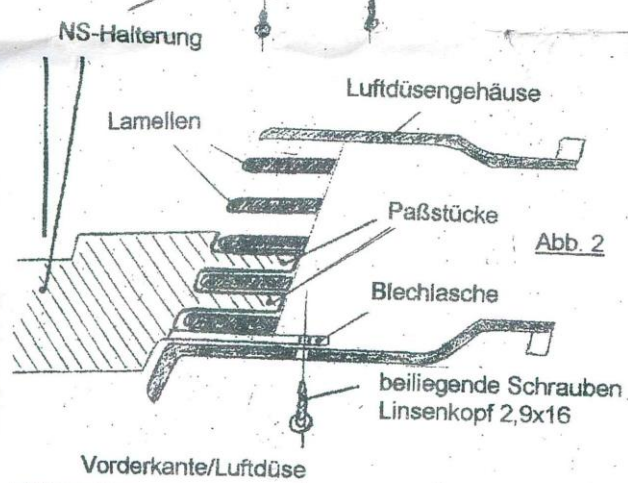 NS-Halterung
Luftdüsengehäuse
Lamellen
Paßstücke
Abb. 2
Blechlasche
beiliegende Schrauben
Linsenkopf 2,9x16
Vorderkante/Luftdüse